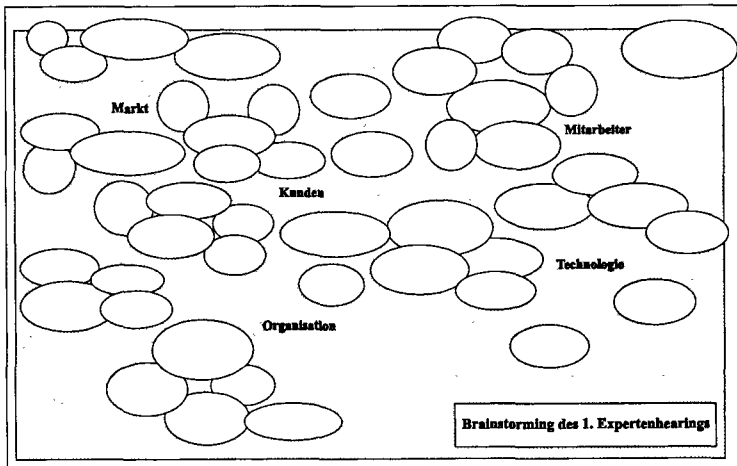 Markt
Mitarbeiter
Kunden
Technologie
Organisation
Brainstorming des 1. Expertenhearings